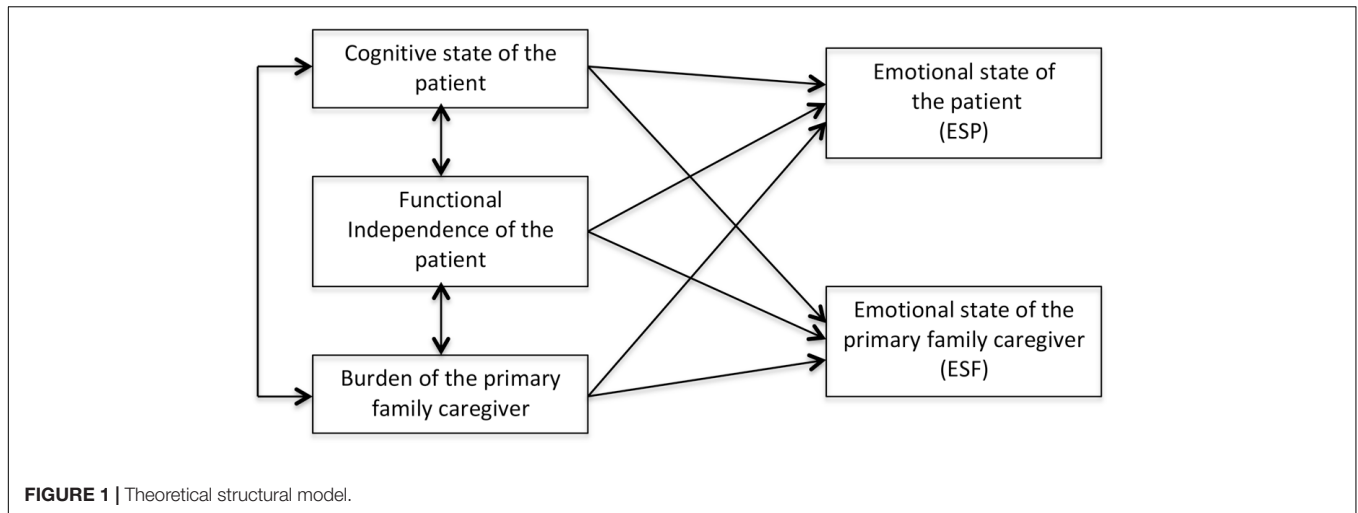 Cognitive state of the
patient
Functional
Independence of the
patient
Burden of the primary
family caregiver
Emotional state of
the patient
(ESP)
Emotional state of the
primary family caregiver
(ESF)
FIGURE 1 | Theoretical structural model.